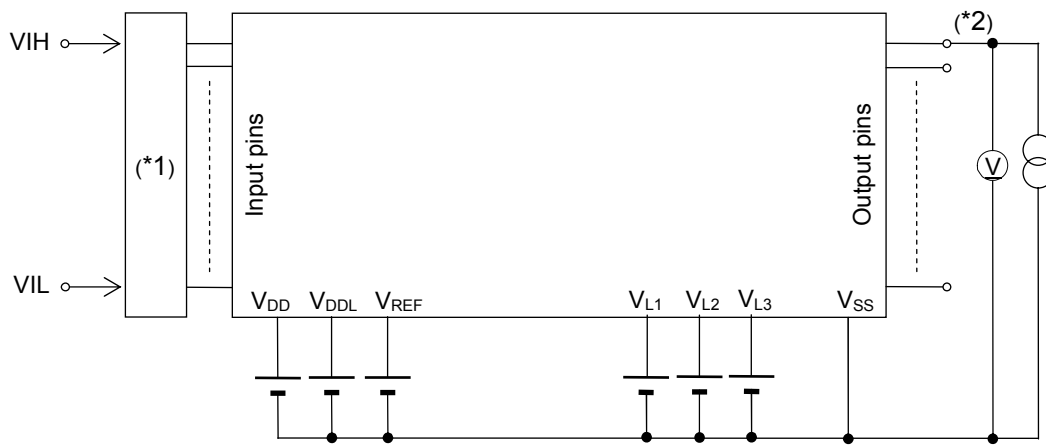 VIH
(*2)
(*1)
Input pins
Output pins
V
VIL
VDD
VDDL
VREF
VL1
VL2
VL3
VSS